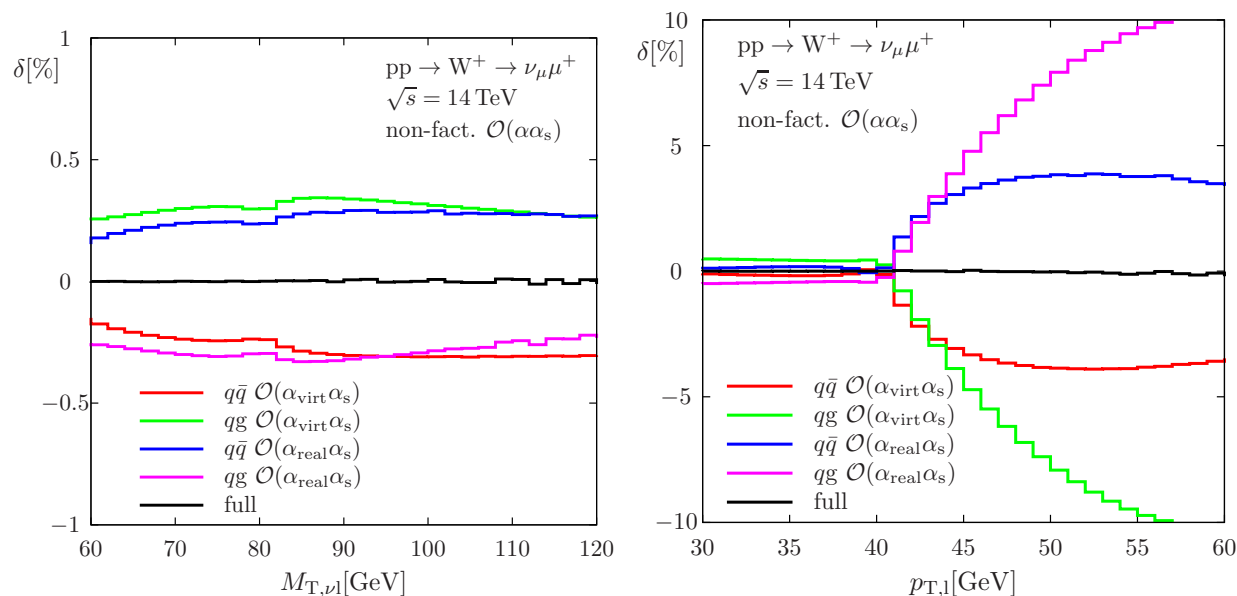 1
0.5
0
−0.5
−1
δ[%]
pp → W⁺ → ν_μ μ⁺
√s = 14 TeV
non-fact. 𝒪(αα_s)
qq̄ 𝒪(α_virt α_s)
qg 𝒪(α_virt α_s)
qq̄ 𝒪(α_real α_s)
qg 𝒪(α_real α_s)
full
60 70 80 90 100 110 120
M_T,νl[GeV]
10
5
0
−5
−10
δ[%]
pp → W⁺ → ν_μ μ⁺
√s = 14 TeV
non-fact. 𝒪(αα_s)
qq̄ 𝒪(α_virt α_s)
qg 𝒪(α_virt α_s)
qq̄ 𝒪(α_real α_s)
qg 𝒪(α_real α_s)
full
30 35 40 45 50 55 60
p_T,l[GeV]